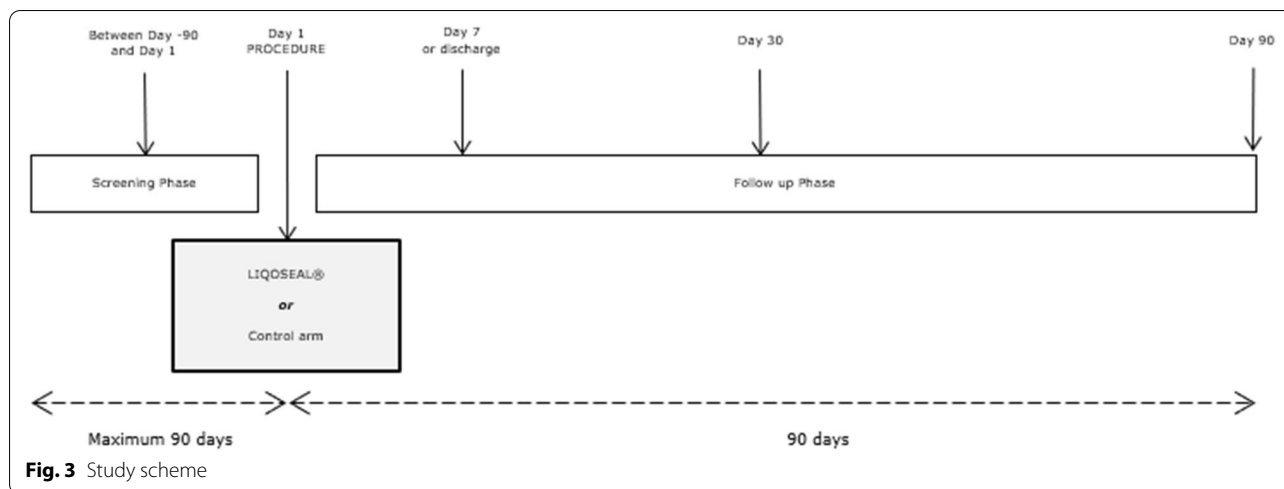 Between Day -90
and Day 1
Day 1
PROCEDURE
Day 7
or discharge
Day 30
Day 90
Screening Phase
Follow up Phase
LIQOSEAL®
or
Control arm
Maximum 90 days
90 days
Fig. 3 Study scheme